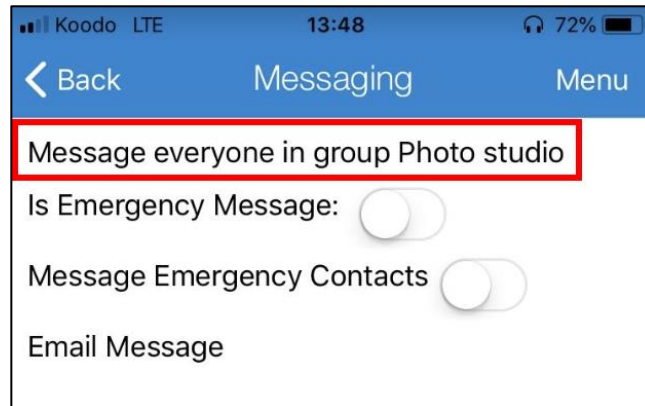 Koodo LTE 13:48 72%
Back Messaging Menu
Message everyone in group Photo studio
Is Emergency Message:
Message Emergency Contacts
Email Message